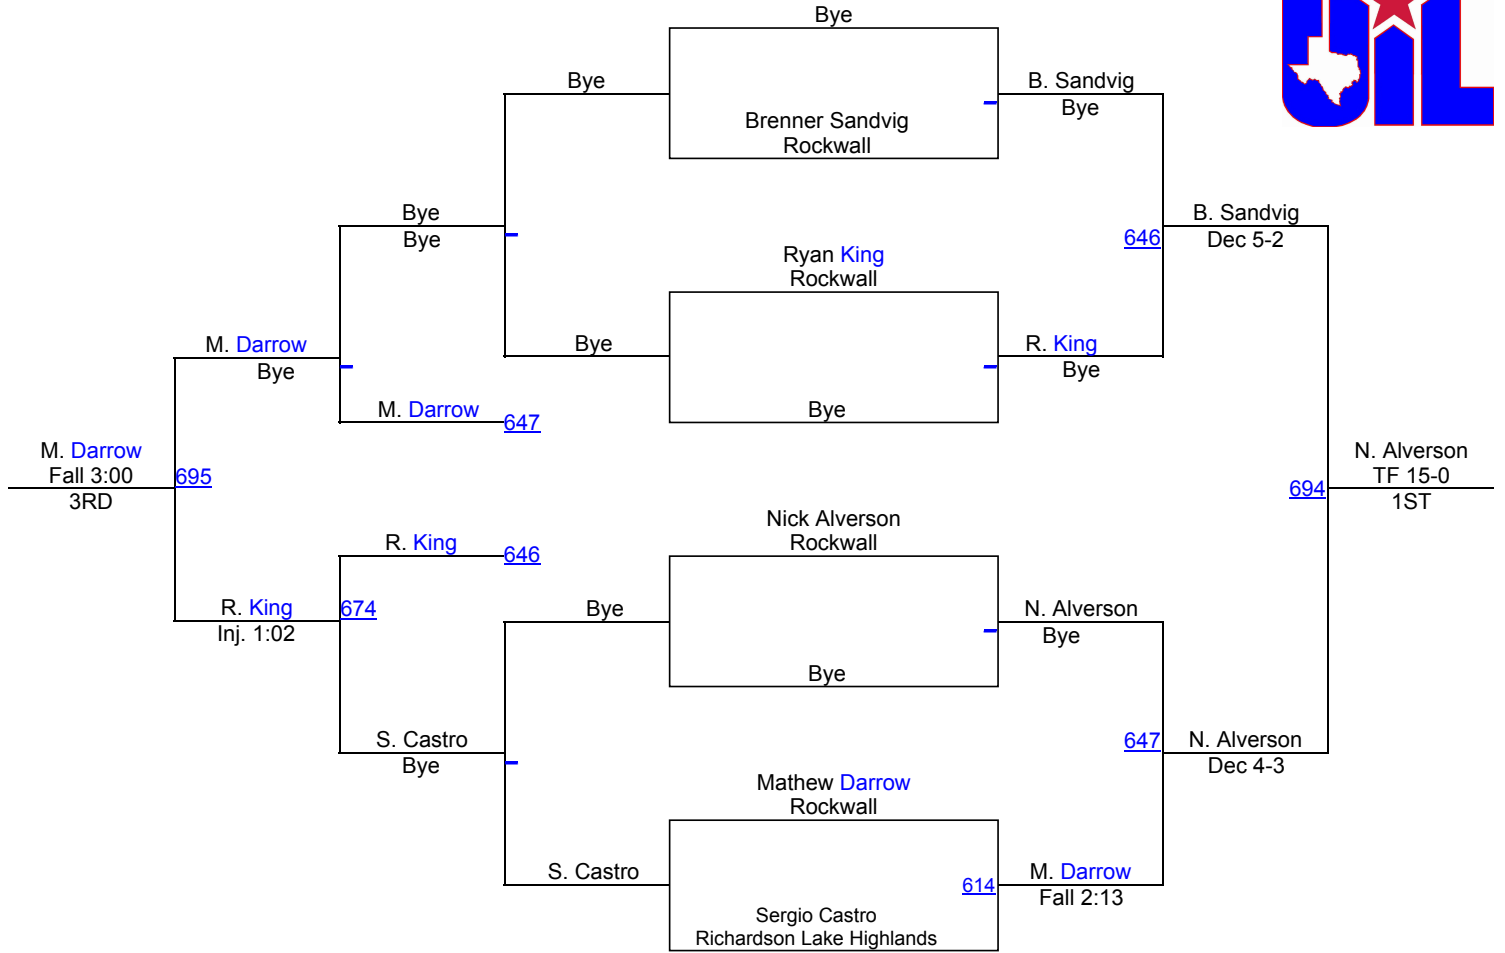 Bye
UIL
Bye
B. Sandvig
Bye
Brenner Sandvig
Rockwall
Bye
Bye
B. Sandvig
Dec 5-2
646
Ryan King
Rockwall
M. Darrow
Bye
Bye
R. King
Bye
Bye
M. Darrow
647
M. Darrow
Fall 3:00
3RD
695
N. Alverson
TF 15-0
1ST
694
Nick Alverson
Rockwall
R. King
646
R. King
Inj. 1:02
674
Bye
N. Alverson
Bye
Bye
S. Castro
Bye
647
N. Alverson
Dec 4-3
Mathew Darrow
Rockwall
S. Castro
614
M. Darrow
Fall 2:13
Sergio Castro
Richardson Lake Highlands